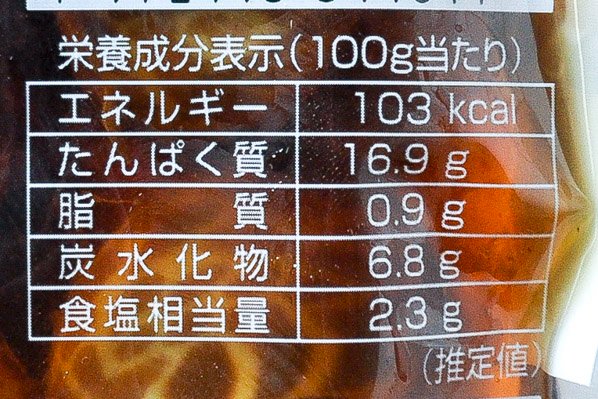 栄養成分表示(100g当たり)
エネルギー 103 kcal
たんぱく質 16.9 g
脂質 0.9 g
炭水化物 6.8 g
食塩相当量 2.3 g
(推定値)